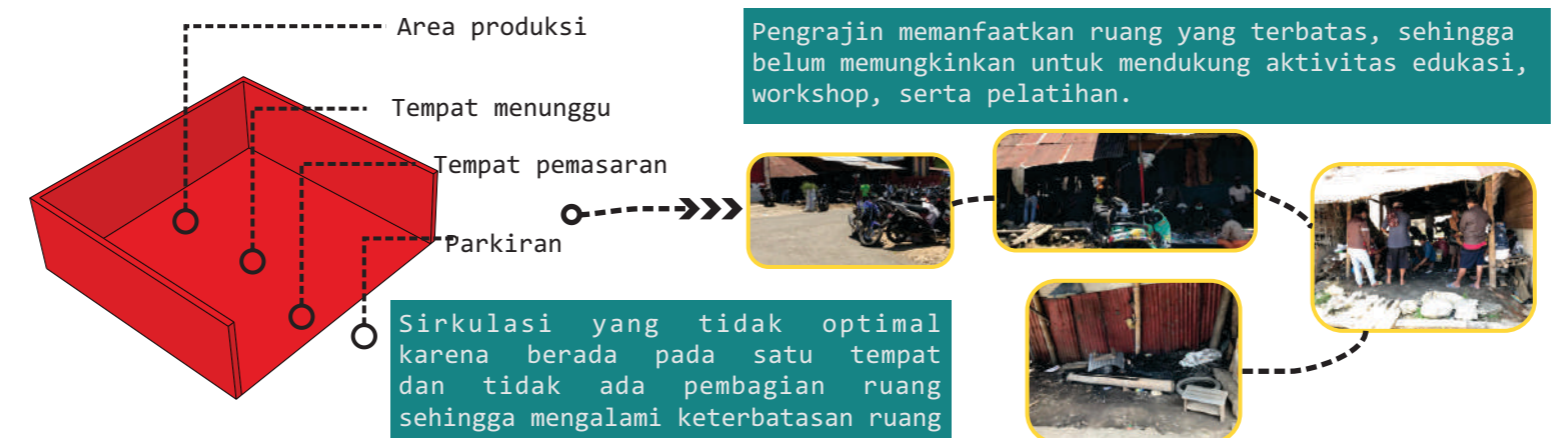 Area produksi
Tempat menunggu
Tempat pemasaran
Parkiran
Pengrajin memanfaatkan ruang yang terbatas, sehingga
belum memungkinkan untuk mendukung aktivitas edukasi,
workshop, serta pelatihan.
Sirkulasi yang tidak optimal
karena berada pada satu tempat
dan tidak ada pembagian ruang
sehingga mengalami keterbatasan ruang